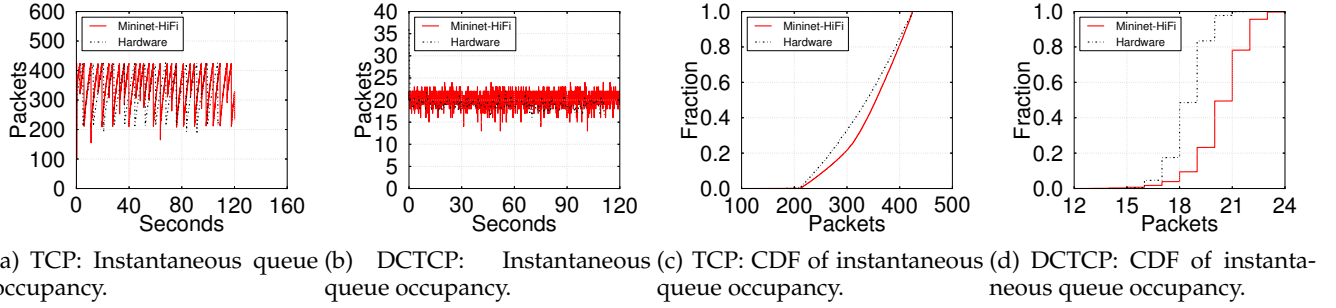 600
500
400
300
200
100
0
0 40 80 120 160
Packets
Seconds
Mininet-HiFi
Hardware
40
35
30
25
20
15
10
5
0
0 30 60 90 120
Packets
Seconds
Mininet-HiFi
Hardware
1.0
0.8
0.6
0.4
0.2
0.0
100 200 300 400 500
Fraction
Packets
Mininet-HiFi
Hardware
1.0
0.8
0.6
0.4
0.2
0.0
12 15 18 21 24
Fraction
Packets
Mininet-HiFi
Hardware
a) TCP: Instantaneous queue
occupancy.
(b) DCTCP: Instantaneous
queue occupancy.
(c) TCP: CDF of instantaneous
queue occupancy.
(d) DCTCP: CDF of instanta-
neous queue occupancy.